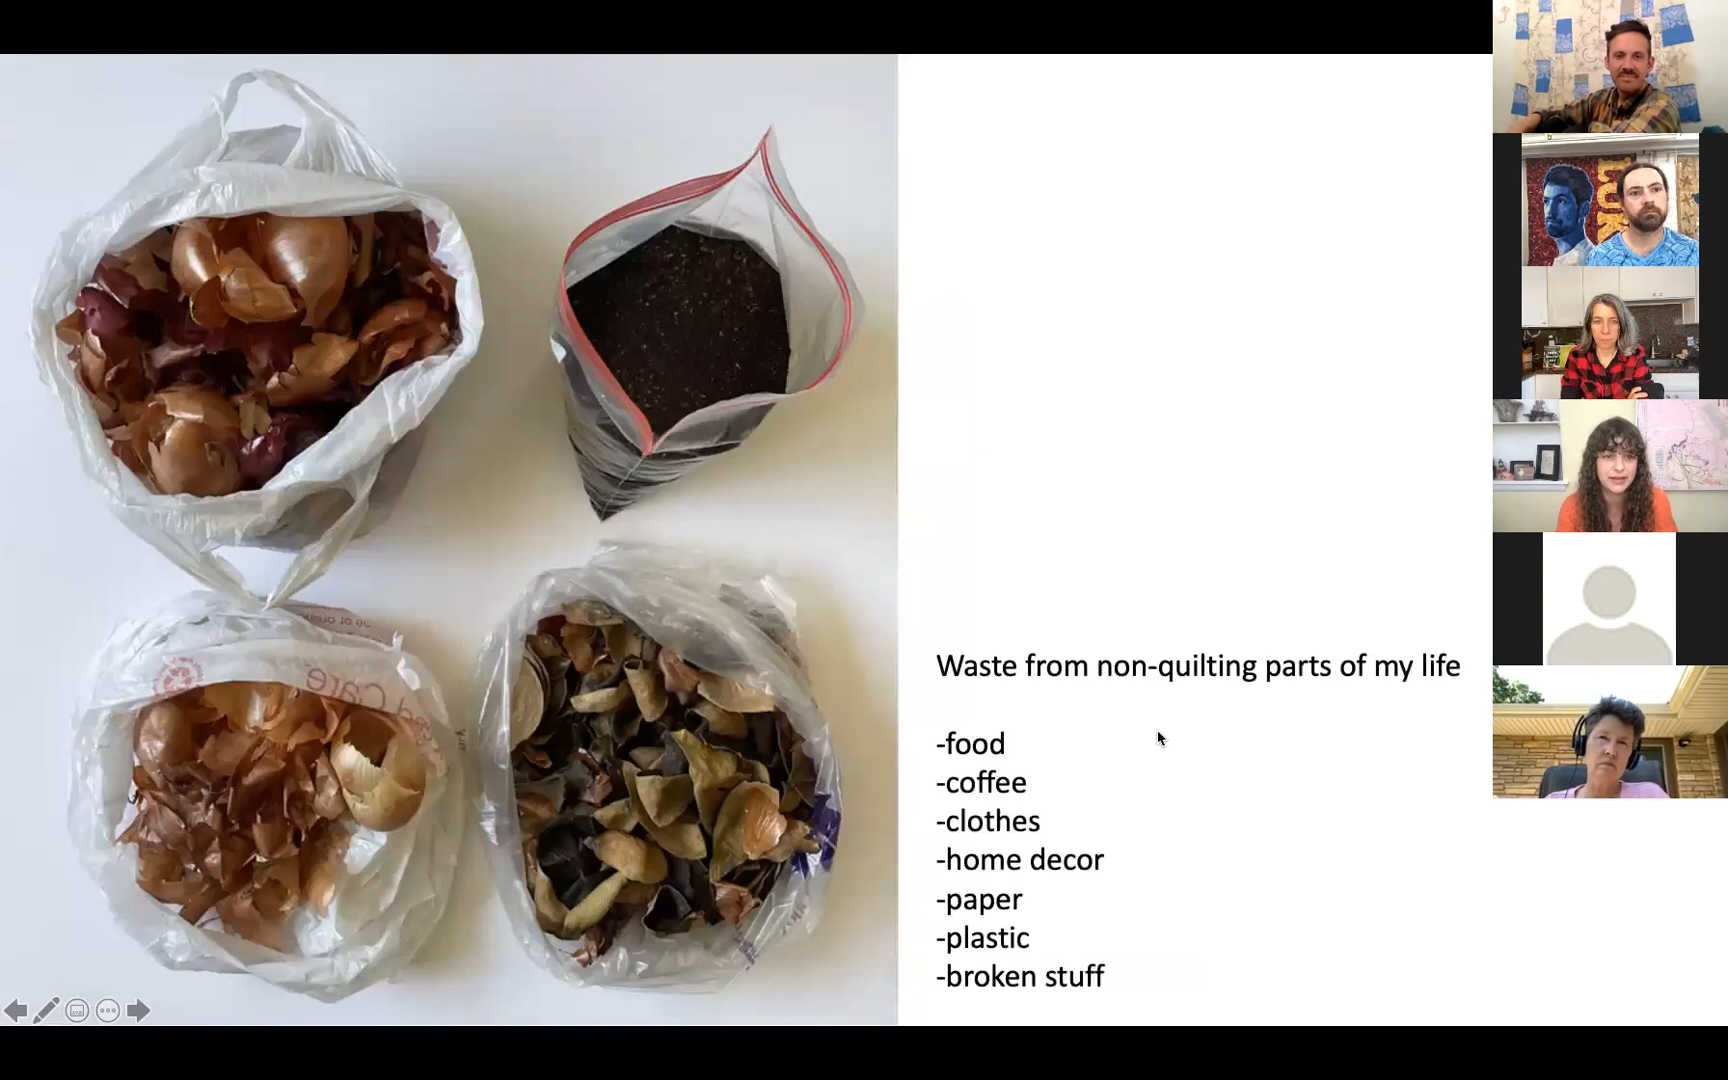 Waste from non-quilting parts of my life
-food
-coffee
-clothes
-home decor
-paper
-plastic
-broken stuff